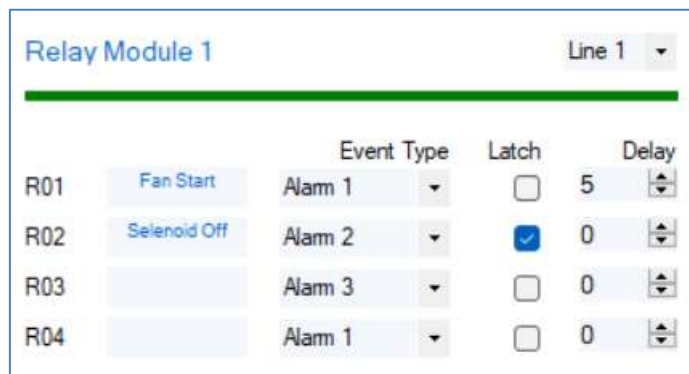 Relay Module 1 Line 1
Event Type Latch Delay
R01 Fan Start Alarm 1 5
R02 Selenoid Off Alarm 2 0
R03 Alarm 3 0
R04 Alarm 1 0